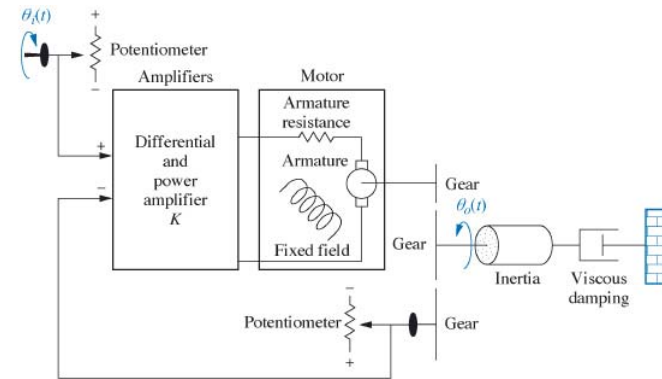 θi(t)
+
Potentiometer
−
Amplifiers
Motor
+
−
Differential
and
power
amplifier
K
Armature
resistance
Armature
Fixed field
Gear
θo(t)
Gear
Inertia
Viscous
damping
−
Potentiometer
+
Gear